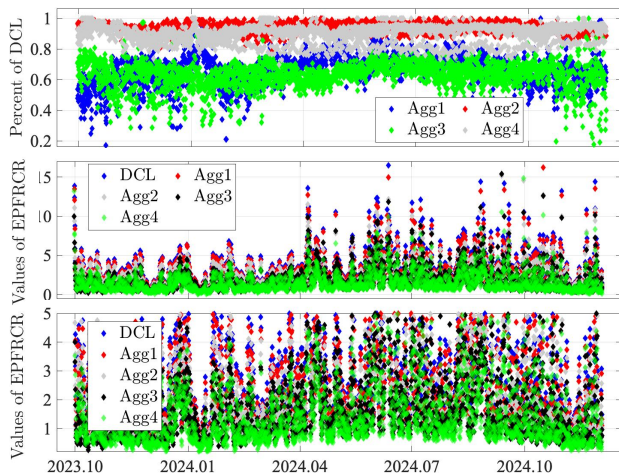 Percent of DCL
1
0.8
0.6
0.4
0.2
Agg1 Agg2
Agg3 Agg4
Values of EPFRCR
15
10
5
0
DCL Agg1
Agg2 Agg3
Agg4
Values of EPFRCR
5
4
3
2
1
DCL
Agg1
Agg2
Agg3
Agg4
2023.10 2024.01 2024.04 2024.07 2024.10